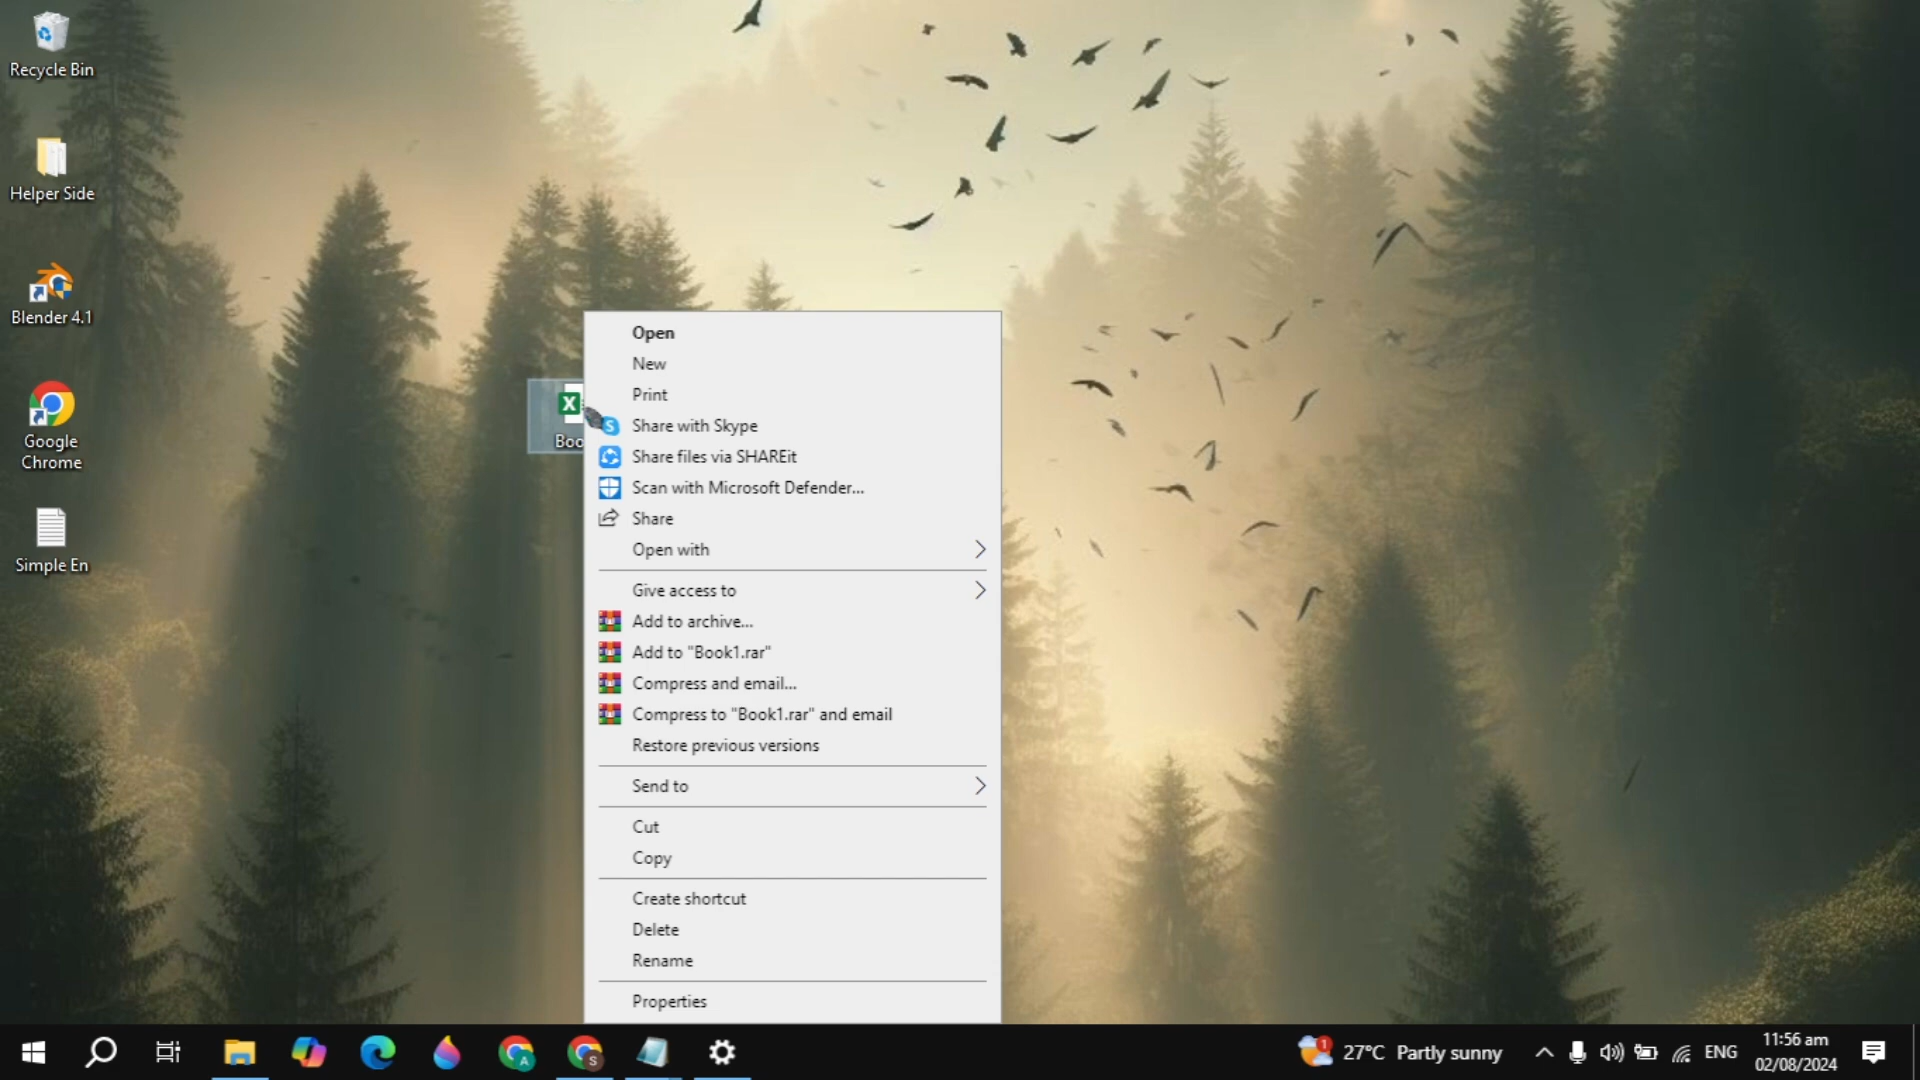 Recycle Bin
Helper Side
Blender 4.1
Google
Chrome
Simple En
Boo
Open
New
Print
Share with Skype
Share files via SHAREit
Scan with Microsoft Defender...
Share
Open with
Give access to
Add to archive...
Add to "Book1.rar"
Compress and email...
Compress to "Book1.rar" and email
Restore previous versions
Send to
Cut
Copy
Create shortcut
Delete
Rename
Properties
27°C Partly sunny
ENG
11:56 am
02/08/2024